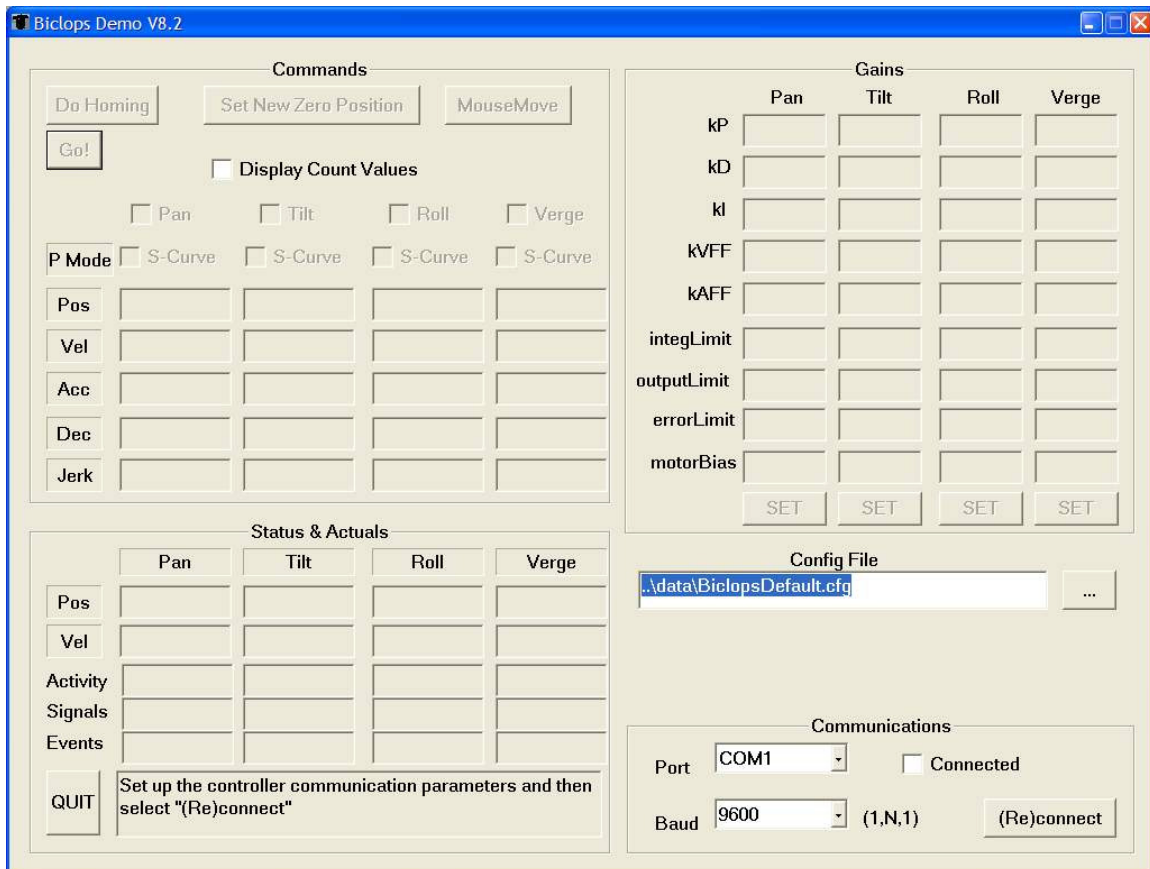 Biclops Demo V8.2
Commands
Do Homing Set New Zero Position MouseMove
Go!
Display Count Values
Pan Tilt Roll Verge
P Mode S-Curve S-Curve S-Curve S-Curve
Pos
Vel
Acc
Dec
Jerk
Status & Actuals
Pan Tilt Roll Verge
Pos
Vel
Activity
Signals
Events
QUIT
Set up the controller communication parameters and then
select "(Re)connect"
Gains
Pan Tilt Roll Verge
kP
kD
kI
kVFF
kAFF
integLimit
outputLimit
errorLimit
motorBias
SET SET SET SET
Config File
..\data\BiclopsDefault.cfg ...
Communications
Port COM1 Connected
Baud 9600 (1,N,1) (Re)connect